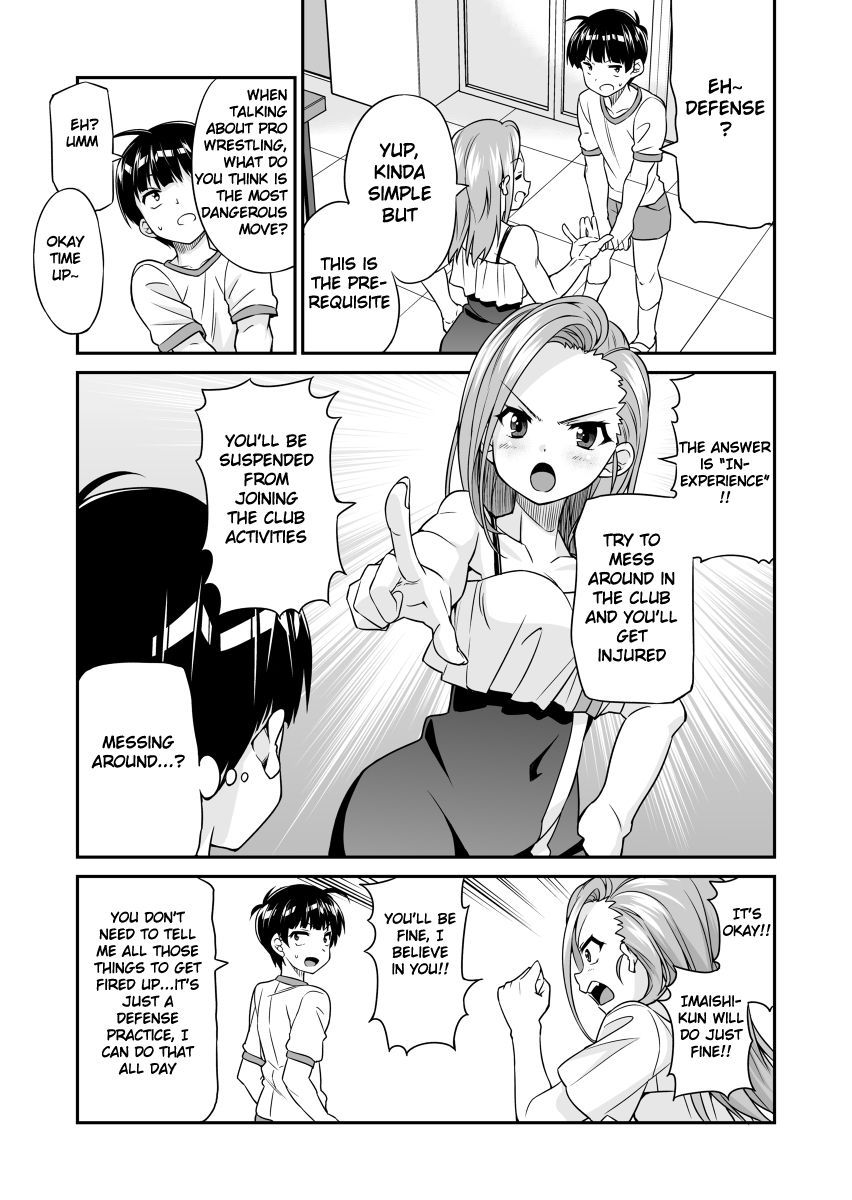 EH~
DEFENSE
?
YUP,
KINDA
SIMPLE
BUT
THIS IS
THE PRE-
REQUISITE
WHEN
TALKING
ABOUT PRO
WRESTLING,
WHAT DO
YOU THINK IS
THE MOST
DANGEROUS
MOVE?
EH?
UMM
OKAY
TIME
UP~
THE ANSWER
IS "IN-
EXPERIENCE"
!!
TRY TO
MESS
AROUND IN
THE CLUB
AND YOU'LL
GET
INJURED
YOU'LL BE
SUSPENDED
FROM
JOINING
THE CLUB
ACTIVITIES
MESSING
AROUND...?
IT'S
OKAY!!
IMAISHI-
KUN WILL
DO JUST
FINE!!
YOU'LL BE
FINE, I
BELIEVE
IN YOU!!
YOU DON'T
NEED TO TELL
ME ALL THOSE
THINGS TO GET
FIRED UP...IT'S
JUST A
DEFENSE
PRACTICE, I
CAN DO THAT
ALL DAY